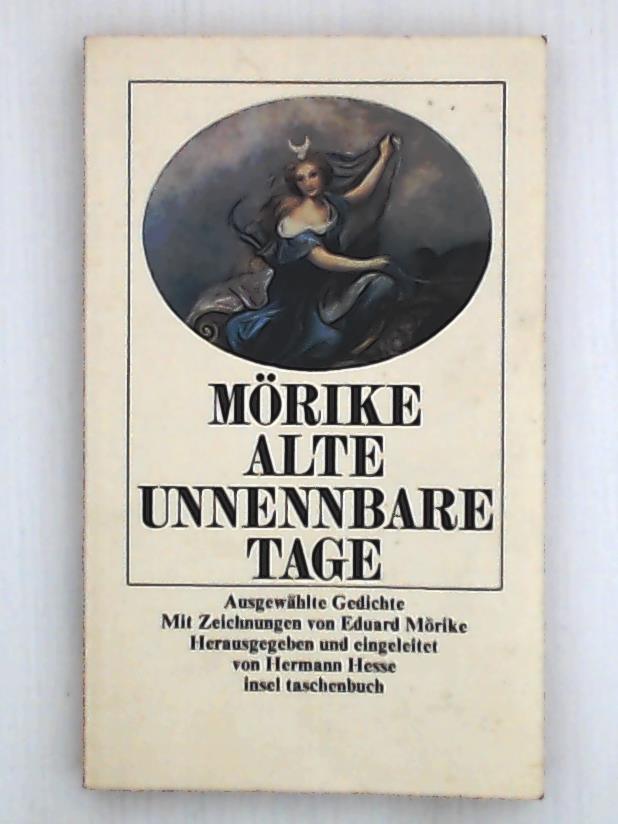 MÖRIKE
ALTE
UNNENNBARE
TAGE
Ausgewählte Gedichte
Mit Zeichnungen von Eduard Mörike
Herausgegeben und eingeleitet
von Hermann Hesse
insel taschenbuch